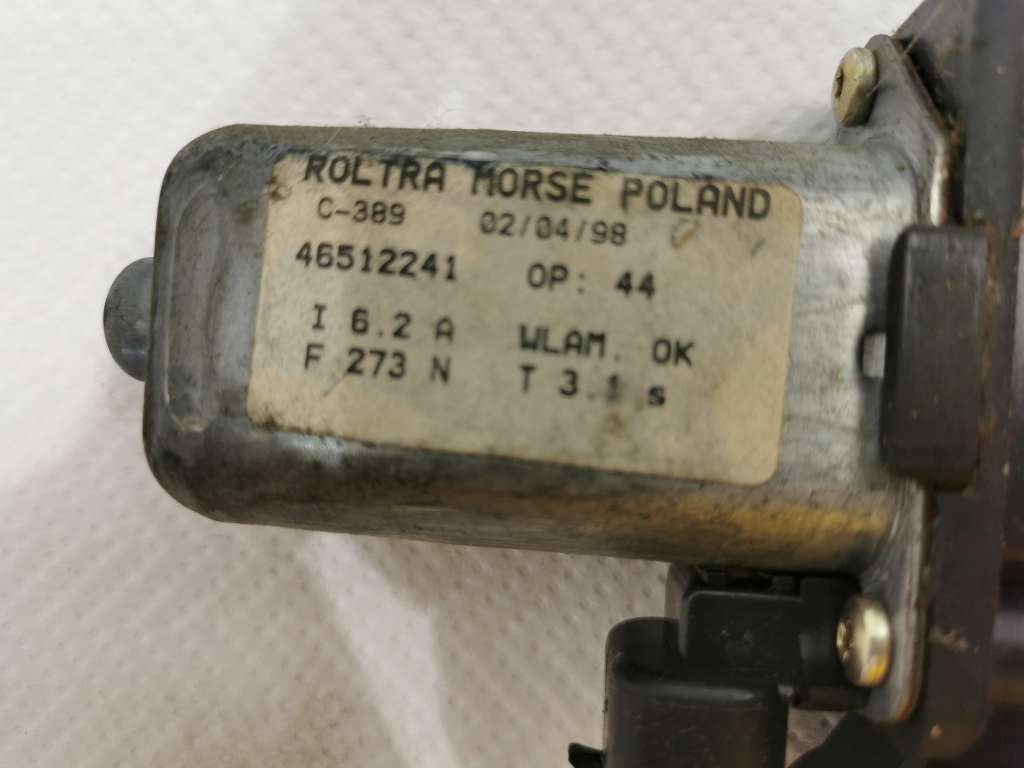 ROLTRA MORSE POLAND
C-389 02/04/98
46512241 OP: 44
I 6.2 A WLAM. OK
F 273 N T 3.1 s